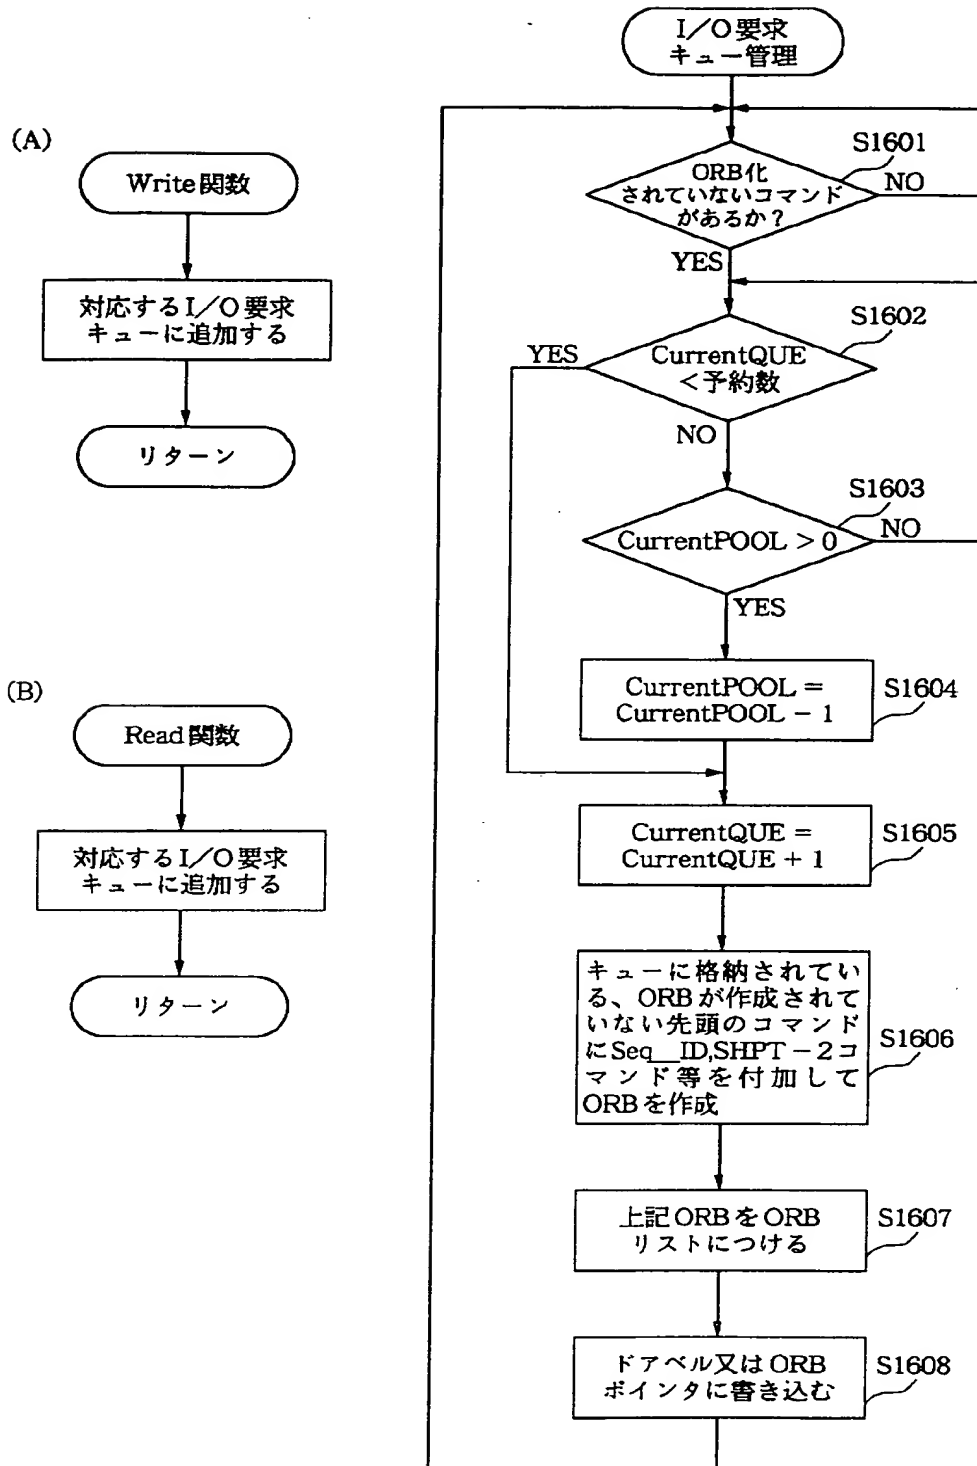 (A)
Write関数
対応するI/O要求
キューに追加する
リターン
(B)
Read関数
対応するI/O要求
キューに追加する
リターン
I/O要求
キュー管理
S1601
ORB化
されていないコマンド
があるか?
NO
YES
S1602
CurrentQUE
<予約数
YES
NO
S1603
CurrentPOOL > 0
NO
YES
CurrentPOOL =
CurrentPOOL - 1
S1604
CurrentQUE =
CurrentQUE + 1
S1605
キューに格納されてい
る、ORBが作成されて
いない先頭のコマンド
にSeq__ID,SHPT-2コ
マンド等を付加して
ORBを作成
S1606
上記ORBをORB
リストにつける
S1607
ドアベル又はORB
ポインタに書き込む
S1608